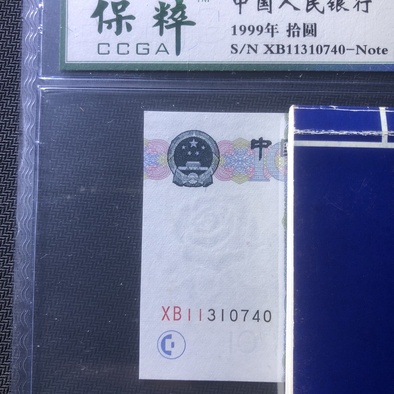 保粹 TM
CCGA
中国人民银行
1999年 拾圆
S/N XB11310740-Note
中
XB11310740